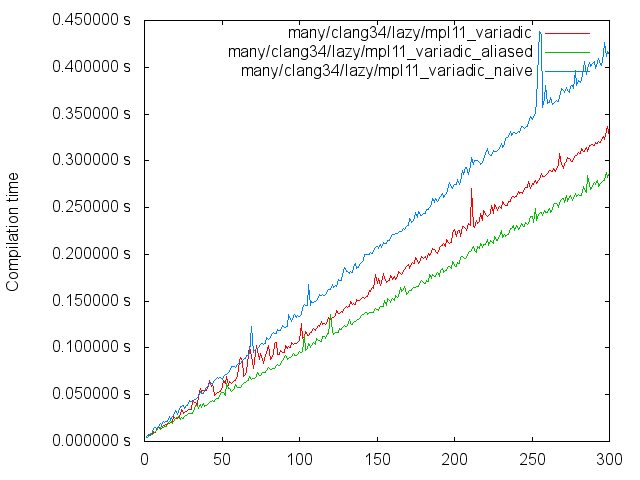 0.450000 s
0.400000 s
0.350000 s
0.300000 s
0.250000 s
0.200000 s
0.150000 s
0.100000 s
0.050000 s
0.000000 s
Compilation time
many/clang34/lazy/mpl11_variadic
many/clang34/lazy/mpl11_variadic_aliased
many/clang34/lazy/mpl11_variadic_naive
0 50 100 150 200 250 300